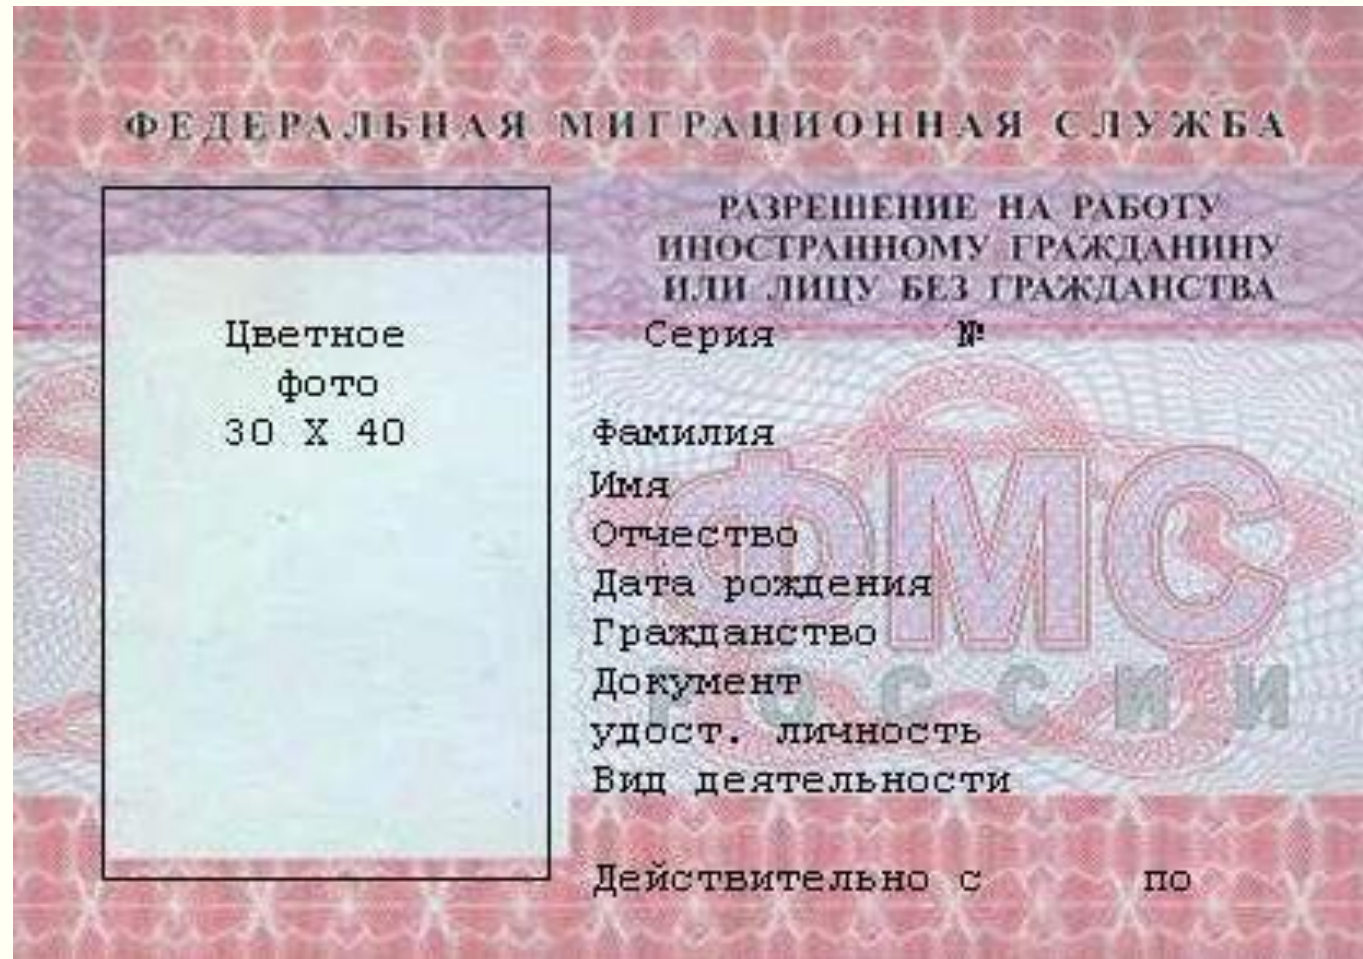 ФЕДЕРАЛЬНАЯ МИГРАЦИОННАЯ СЛУЖБА
РАЗРЕШЕНИЕ НА РАБОТУ
ИНОСТРАННОМУ ГРАЖДАНИНУ
ИЛИ ЛИЦУ БЕЗ ГРАЖДАНСТВА
Цветное
фото
30 X 40
Серия №
Фамилия
Имя
Отчество
Дата рождения
Гражданство
Документ
удост. личность
Вид деятельности
Действительно с по
ФМС
РОССИИ